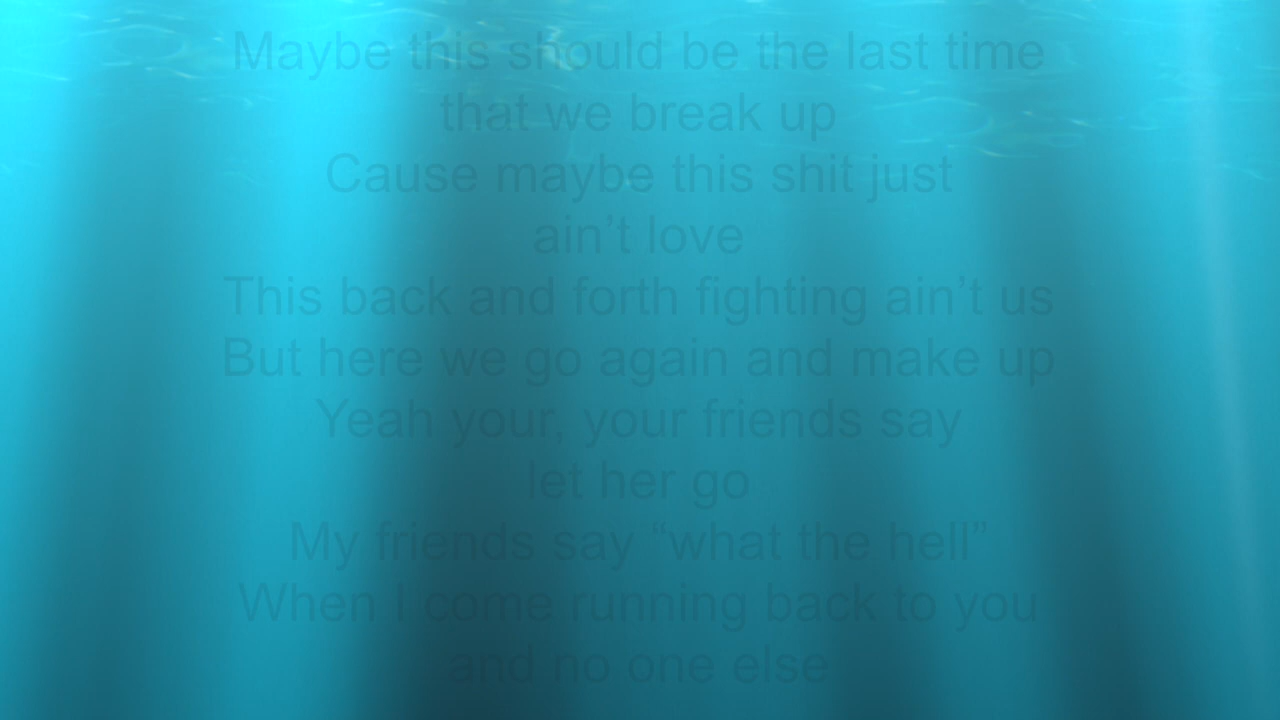 Maybe this should be the last time
that we break up
Cause maybe this shit just
ain’t love
This back and forth fighting ain’t us
But here we go again and make up
Yeah your, your friends say
let her go
My friends say “what the hell”
When I come running back to you
and no one else